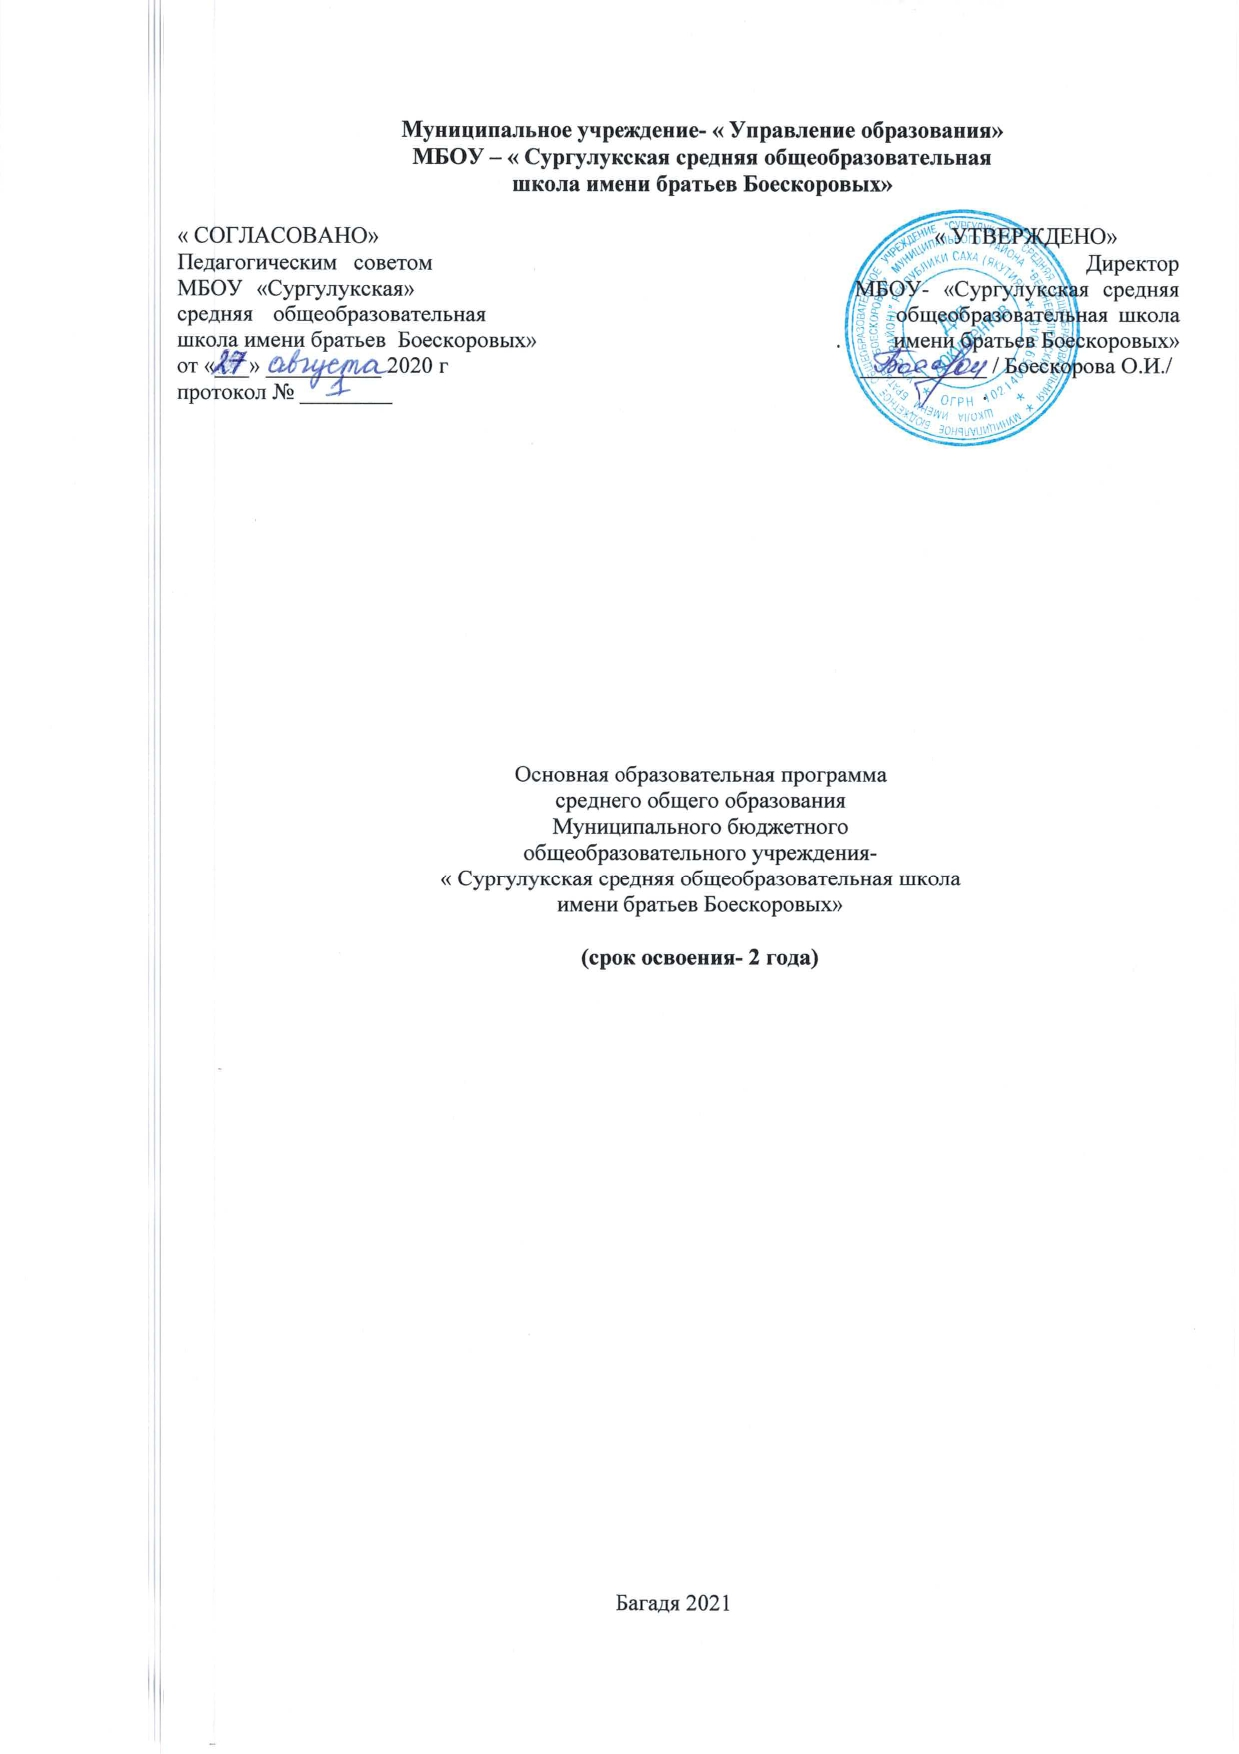 Муниципальное учреждение- « Управление образования»
МБОУ – « Сургулукская средняя общеобразовательная
школа имени братьев Боескоровых»
« СОГЛАСОВАНО»
Педагогическим советом
МБОУ «Сургулукская»
средняя общеобразовательная
школа имени братьев Боескоровых»
от «27» августа 2020 г
протокол № 1
« УТВЕРЖДЕНО»
Директор
МБОУ- «Сургулукская средняя
общеобразовательная школа
имени братьев Боескоровых»
/ Боескорова О.И./
Для
документов
ОГРН
Основная образовательная программа
среднего общего образования
Муниципального бюджетного
общеобразовательного учреждения-
« Сургулукская средняя общеобразовательная школа
имени братьев Боескоровых»
(срок освоения- 2 года)
Багадя 2021